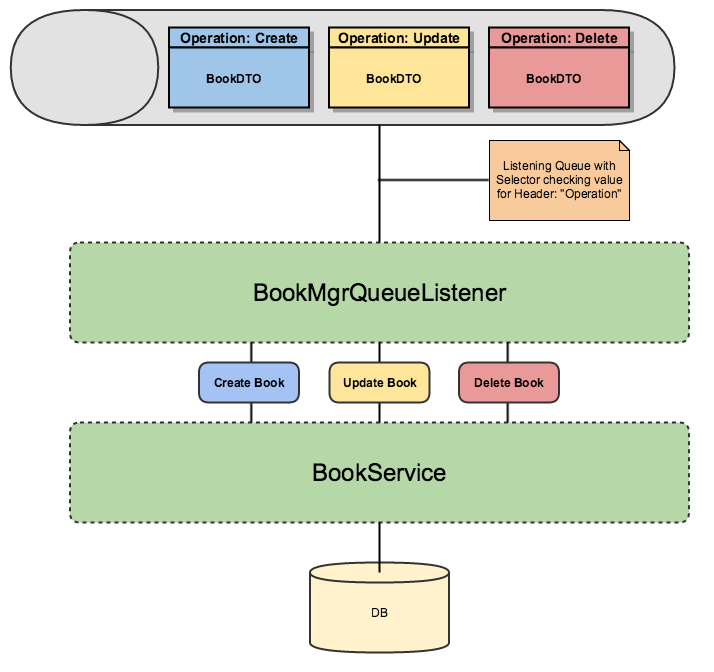 Operation: Create
BookDTO
Operation: Update
BookDTO
Operation: Delete
BookDTO
Listening Queue with
Selector checking value
for Header: "Operation"
BookMgrQueueListener
Create Book
Update Book
Delete Book
BookService
DB